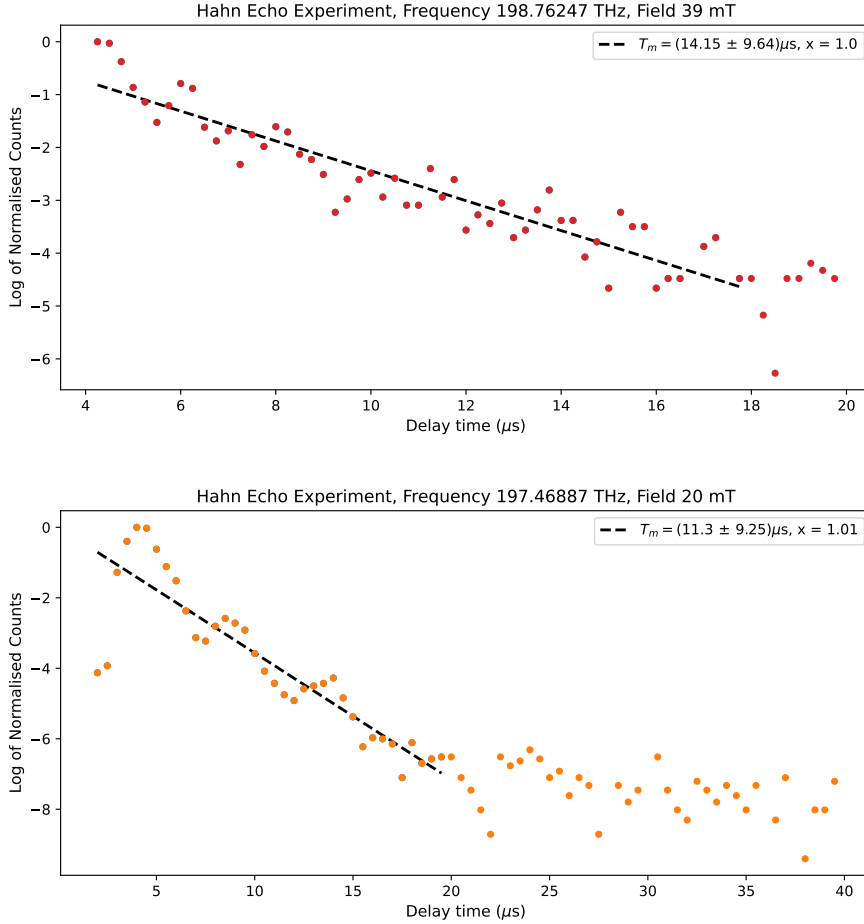 Hahn Echo Experiment, Frequency 198.76247 THz, Field 39 mT
Log of Normalised Counts
0
−1
−2
−3
−4
−5
−6
$T_m = (14.15 ± 9.64)μs, x = 1.0
4 6 8 10 12 14 16 18 20
Delay time (μs)
Hahn Echo Experiment, Frequency 197.46887 THz, Field 20 mT
Log of Normalised Counts
0
−2
−4
−6
−8
T_m = (11.3 ± 9.25)μs, x = 1.01
5 10 15 20 25 30 35 40
Delay time (μs)